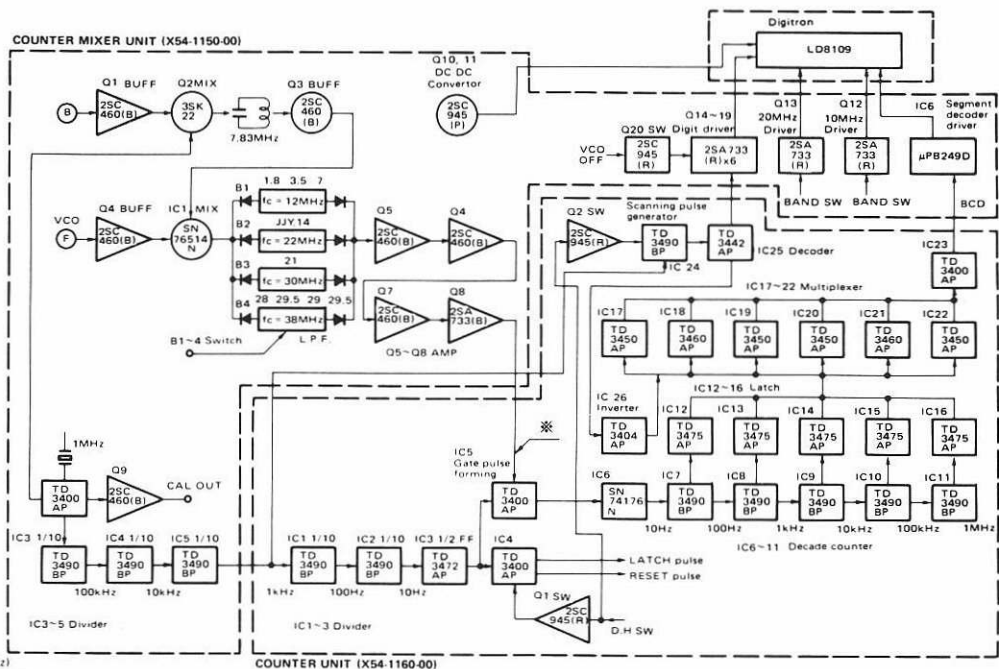 COUNTER MIXER UNIT (X54-1150-00)
Digitron
LD8109
Q1 BUFF
2SC
460(B)
B
Q2MIX
3SK
22
7.83MHz
Q3 BUFF
2SC
460
(B)
Q10, 11
DC DC
Convertor
2SC
945
(P)
Q14~19
Digit driver
2SA733
(R)x6
Q20 SW
2SC
945
(R)
VCO
OFF
Q13
20MHz
Driver
2SA
733
(R)
BAND SW
Q12
10MHz
Driver
2SA
733
(R)
BAND SW
IC6
Segment
decoder
driver
μPB249D
BCD
VCO
F
Q4 BUFF
2SC
460(B)
IC1 MIX
SN
76514
N
B1
1.8 3.5 7
fc = 12MHz
B2
JJY.14
fc = 22MHz
B3
21
fc = 30MHz
B4
28 29.5 29 29.5
fc = 38MHz
B1~4 Switch
L.P.F.
Q5
2SC
460(B)
Q4
2SC
460(B)
Q7
2SC
460(B)
Q8
2SA
733(B)
Q5~Q8 AMP
Q2 SW
2SC
945(R)
Scanning pulse
generator
TD
3490
BP
IC 24
TD
3442
AP
IC25 Decoder
IC23
TD
3400
AP
IC17~22 Multiplexer
IC17
TD
3450
AP
IC18
TD
3460
AP
IC19
TD
3450
AP
IC20
TD
3450
AP
IC21
TD
3460
AP
IC22
TD
3450
AP
IC12~16 Latch
IC 26
Inverter
TD
3404
AP
IC12
TD
3475
AP
IC13
TD
3475
AP
IC14
TD
3475
AP
IC15
TD
3475
AP
IC16
TD
3475
AP
※
IC5
Gate pulse
forming
TD
3400
AP
IC6
SN
74176
N
IC7
TD
3490
BP
IC8
TD
3490
BP
IC9
TD
3490
BP
IC10
TD
3490
BP
IC11
TD
3490
BP
10Hz
100Hz
1kHz
10kHz
100kHz
1MHz
IC6~11 Decade counter
1MHz
TD
3400
AP
Q9
2SC
460(B)
CAL OUT
IC3 1/10
TD
3490
BP
IC4 1/10
TD
3490
BP
IC5 1/10
TD
3490
BP
100kHz
10kHz
IC3~5 Divider
1kHz
IC1 1/10
TD
3490
BP
100Hz
IC2 1/10
TD
3490
BP
10Hz
IC3 1/2 FF
TD
3472
AP
IC4
TD
3400
AP
LATCH pulse
RESET pulse
Q1 SW
2SC
945(R)
D.H SW
IC1~3 Divider
z)
COUNTER UNIT (X54-1160-00)